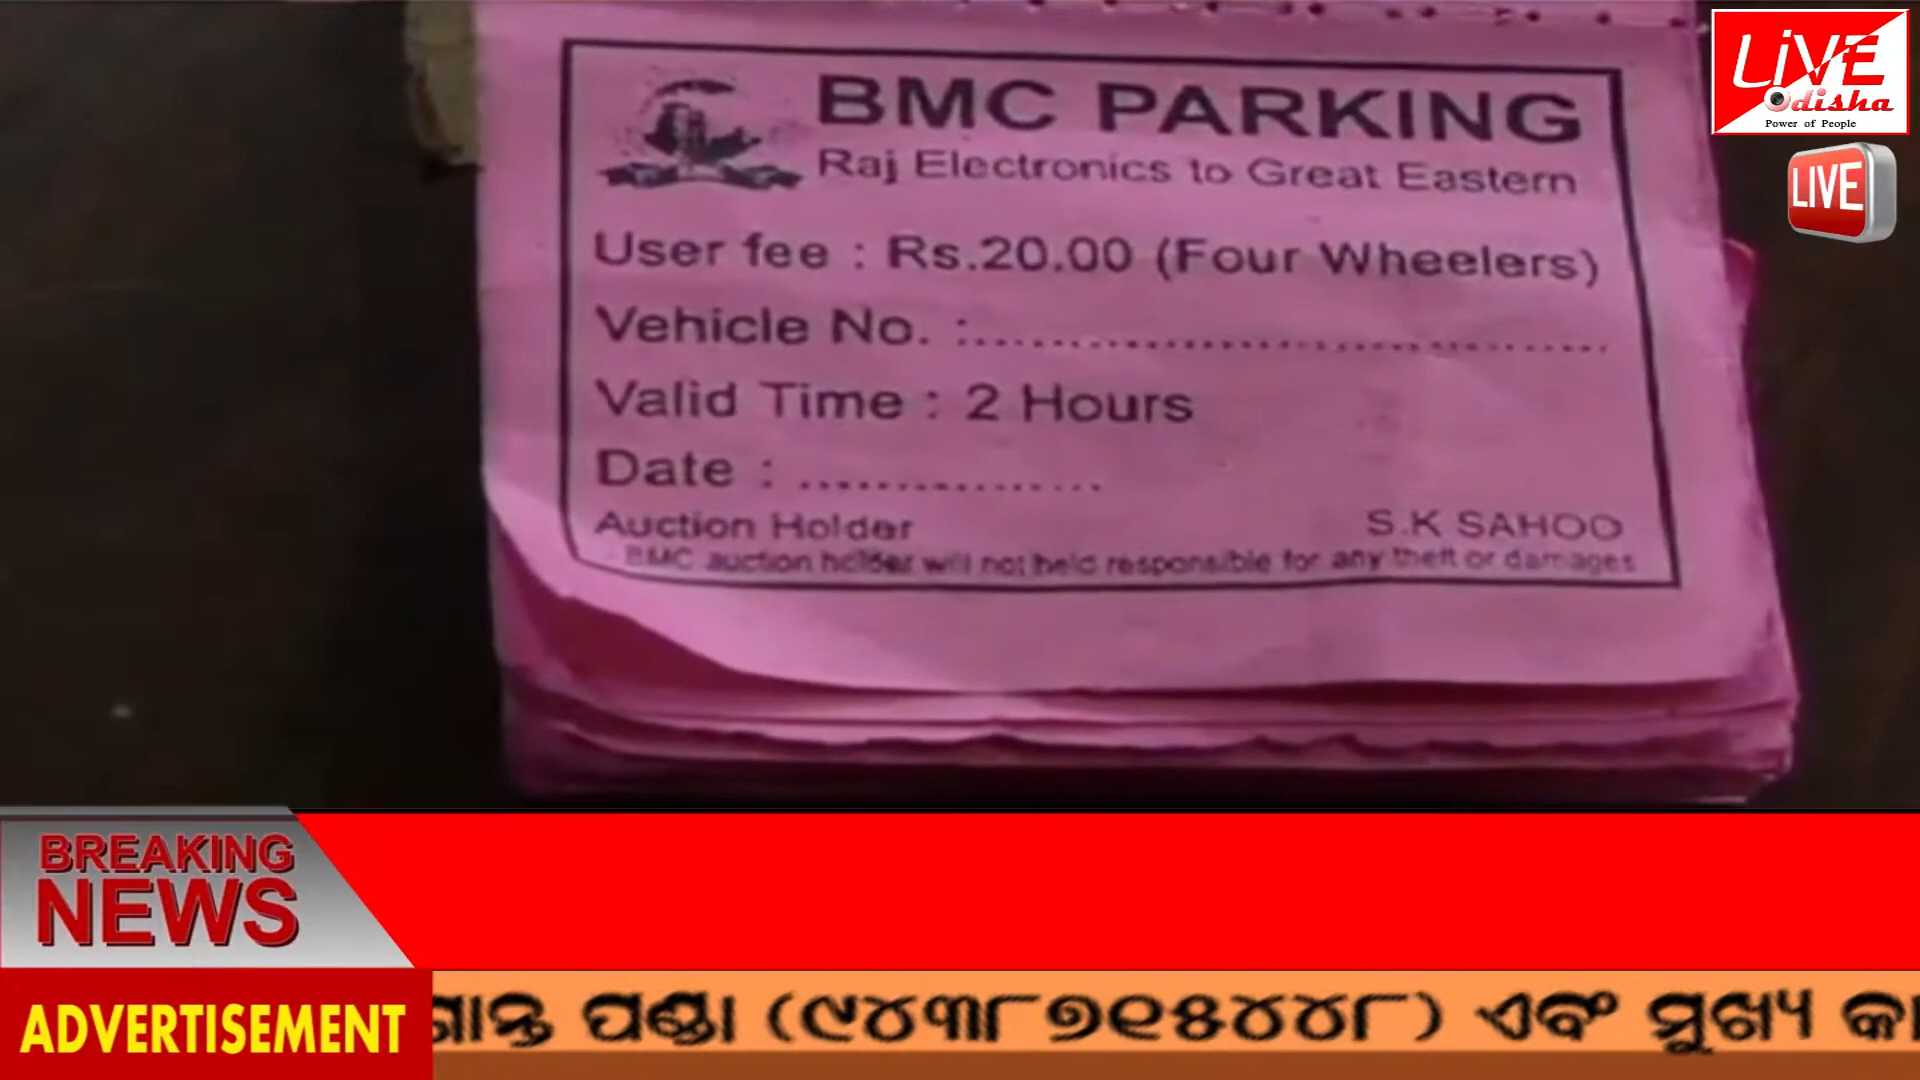 BMC PARKING
Raj Electronics to Great Eastern
User fee : Rs.20.00 (Four Wheelers)
Vehicle No. :............................................
Valid Time : 2 Hours
Date : ................
Auction Holder S.K SAHOO
BMC auction holder will not held responsible for any theft or damages
LiVE
Odisha
Power of People
LIVE
BREAKING
NEWS
ADVERTISEMENT
ପଣ୍ଡା (୯୪୩୮୭୧୫୪୪୮) ଏବଂ ମୁଖ୍ୟ